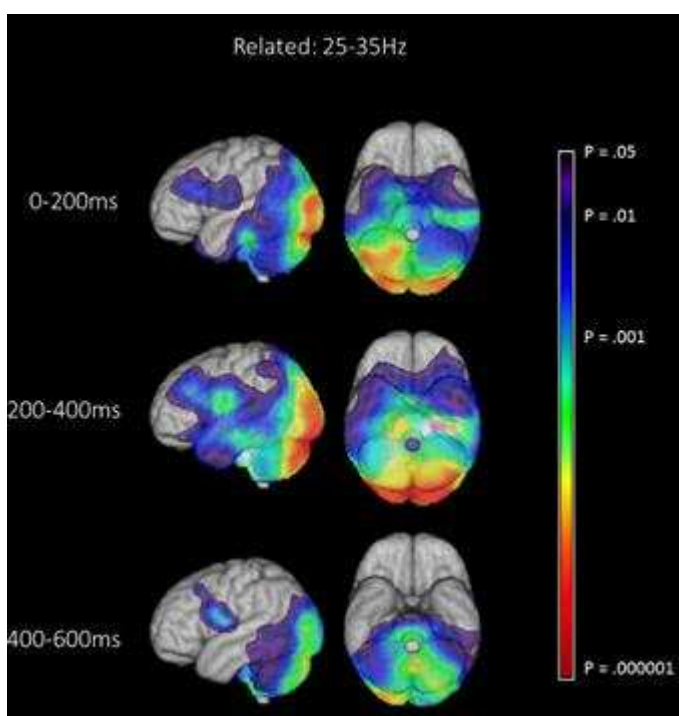 Related: 25-35Hz
P = .05
0-200ms
P = .01
P = .001
200-400ms
400-600ms
P = .000001